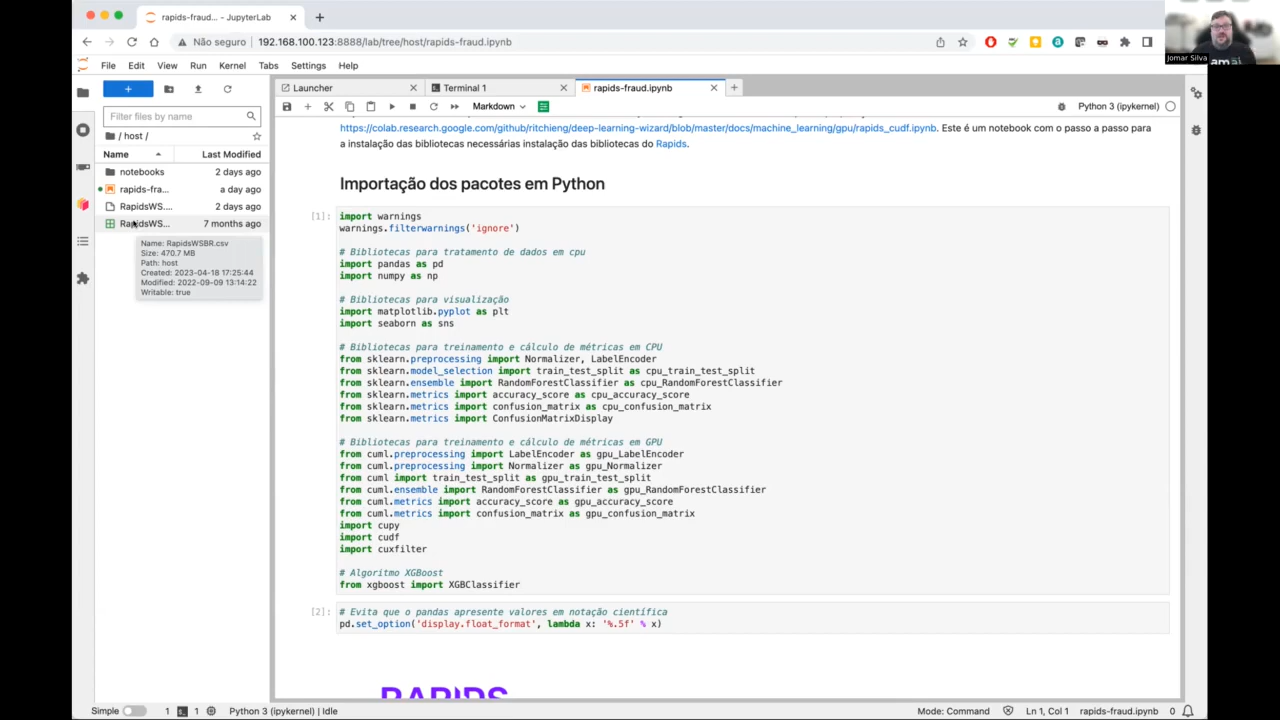 rapids-fraud... - JupyterLab
Não seguro
192.168.100.123:8888/lab/tree/host/rapids-fraud.ipynb
Jomar Silva
File Edit View Run Kernel Tabs Settings Help
Launcher
Terminal 1
rapids-fraud.ipynb
Filter files by name
Markdown
Python 3 (ipykernel)
/ host /
Name
Last Modified
notebooks 2 days ago
rapids-fra... a day ago
RapidsWS.... 2 days ago
RapidsWS... 7 months ago
Name: RapidsWSBR.csv
Size: 470.7 MB
Path: host
Created: 2023-04-18 17:25:44
Modified: 2022-09-09 13:14:22
Writable: true
https://colab.research.google.com/github/ritchieng/deep-learning-wizard/blob/master/docs/machine_learning/gpu/rapids_cudf.ipynb. Este é um notebook com o passo a passo para
a instalação das bibliotecas necessárias instalação das bibliotecas do Rapids.
Importação dos pacotes em Python
[1]:
import warnings
warnings.filterwarnings('ignore')
# Bibliotecas para tratamento de dados em cpu
import pandas as pd
import numpy as np
# Bibliotecas para visualização
import matplotlib.pyplot as plt
import seaborn as sns
# Bibliotecas para treinamento e cálculo de métricas em CPU
from sklearn.preprocessing import Normalizer, LabelEncoder
from sklearn.model_selection import train_test_split as cpu_train_test_split
from sklearn.ensemble import RandomForestClassifier as cpu_RandomForestClassifier
from sklearn.metrics import accuracy_score as cpu_accuracy_score
from sklearn.metrics import confusion_matrix as cpu_confusion_matrix
from sklearn.metrics import ConfusionMatrixDisplay
# Bibliotecas para treinamento e cálculo de métricas em GPU
from cuml.preprocessing import LabelEncoder as gpu_LabelEncoder
from cuml.preprocessing import Normalizer as gpu_Normalizer
from cuml import train_test_split as gpu_train_test_split
from cuml.ensemble import RandomForestClassifier as gpu_RandomForestClassifier
from cuml.metrics import accuracy_score as gpu_accuracy_score
from cuml.metrics import confusion_matrix as gpu_confusion_matrix
import cupy
import cudf
import cuxfilter
# Algoritmo XGBoost
from xgboost import XGBClassifier
[2]:
# Evita que o pandas apresente valores em notação científica
pd.set_option('display.float_format', lambda x: '%.5f' % x)
RAPIDS
Simple 1 1 Python 3 (ipykernel) | Idle
Mode: Command Ln 1, Col 1 rapids-fraud.ipynb 0